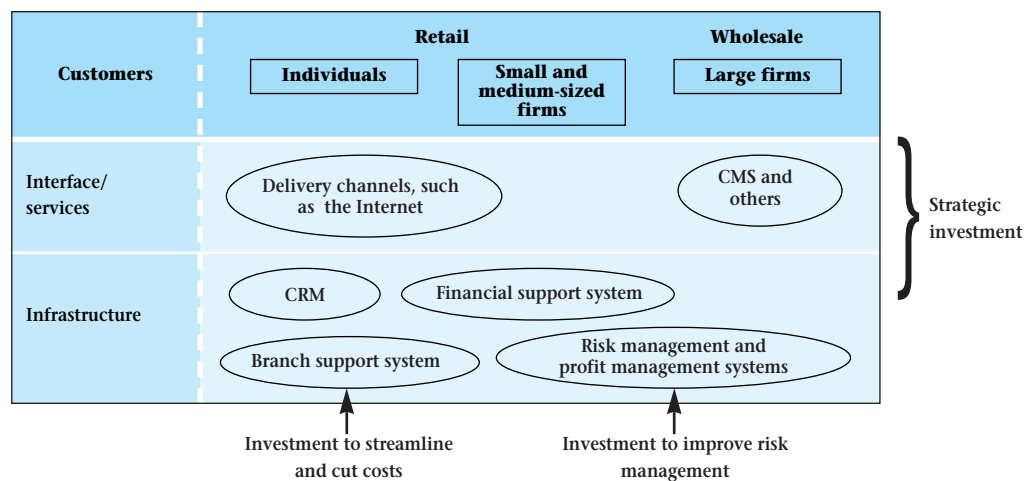 Customers
Retail
Wholesale
Individuals
Small and
medium-sized
firms
Large firms
Interface/
services
Delivery channels, such
as the Internet
CMS and
others
Strategic
investment
Infrastructure
CRM
Financial support system
Branch support system
Risk management and
profit management systems
Investment to streamline
and cut costs
Investment to improve risk
management